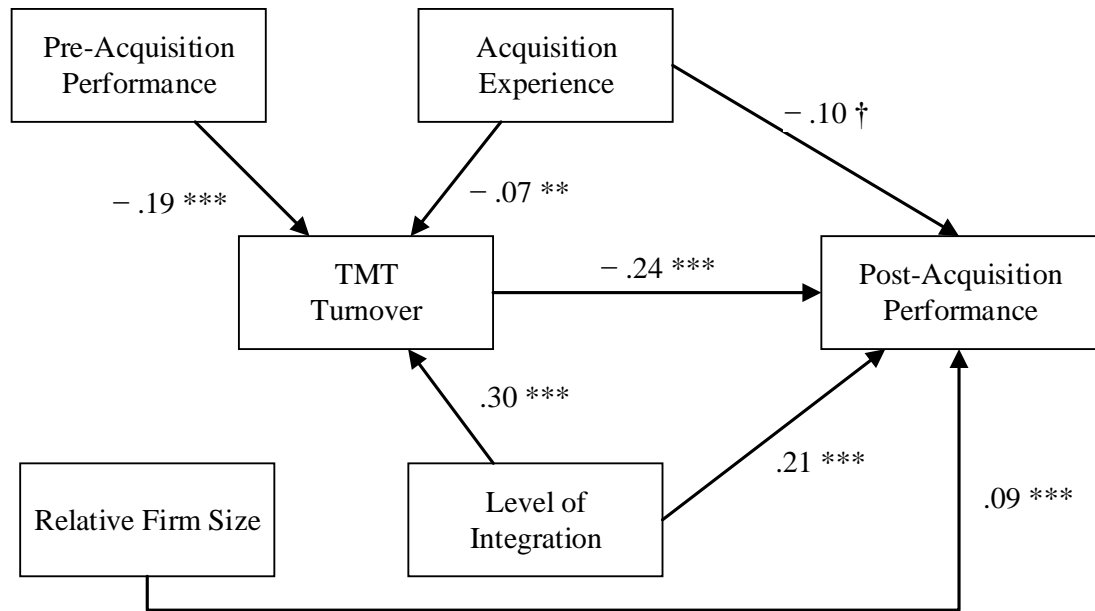 Pre-Acquisition
Performance
Acquisition
Experience
− .10 †
− .19 ***
− .07 **
TMT
Turnover
− .24 ***
Post-Acquisition
Performance
.30 ***
.21 ***
Relative Firm Size
Level of
Integration
.09 ***